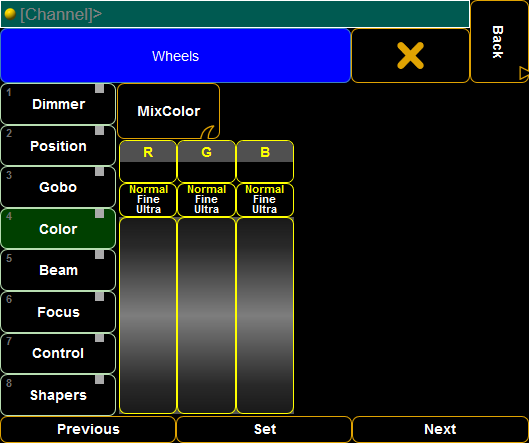 [Channel]>
Back
Wheels
1 Dimmer
MixColor
2 Position
R G B
3 Gobo
Normal Normal Normal
Fine Fine Fine
Ultra Ultra Ultra
4 Color
5 Beam
6 Focus
7 Control
8 Shapers
Previous Set Next